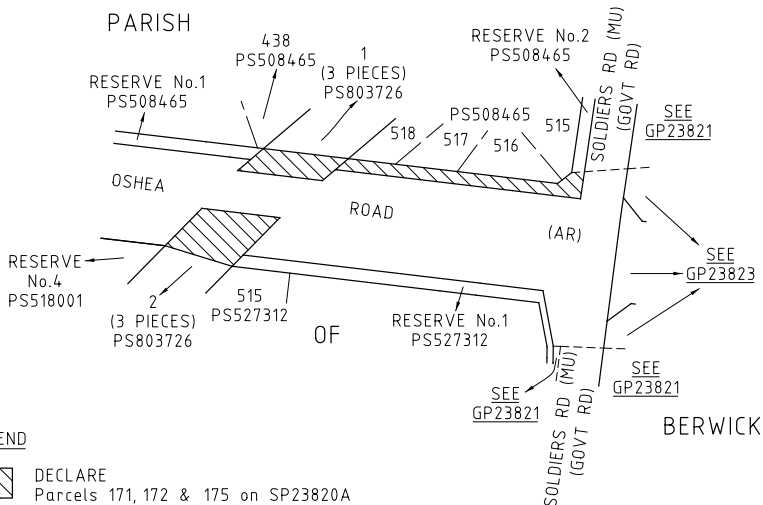 PARISH
438
PS508465
1
(3 PIECES)
PS803726
RESERVE No.2
PS508465
SOLDIERS RD (MU)
(GOVT RD)
RESERVE No.1
PS508465
PS508465
518
517
516
515
SEE
GP23821
OSHEA
ROAD
(AR)
RESERVE
No.4
PS518001
SEE
GP23823
2
(3 PIECES)
PS803726
515
PS527312
OF
RESERVE No.1
PS527312
SEE
GP23821
SOLDIERS RD (MU)
(GOVT RD)
SEE
GP23821
BERWICK
END
DECLARE
Parcels 171, 172 & 175 on SP23820A